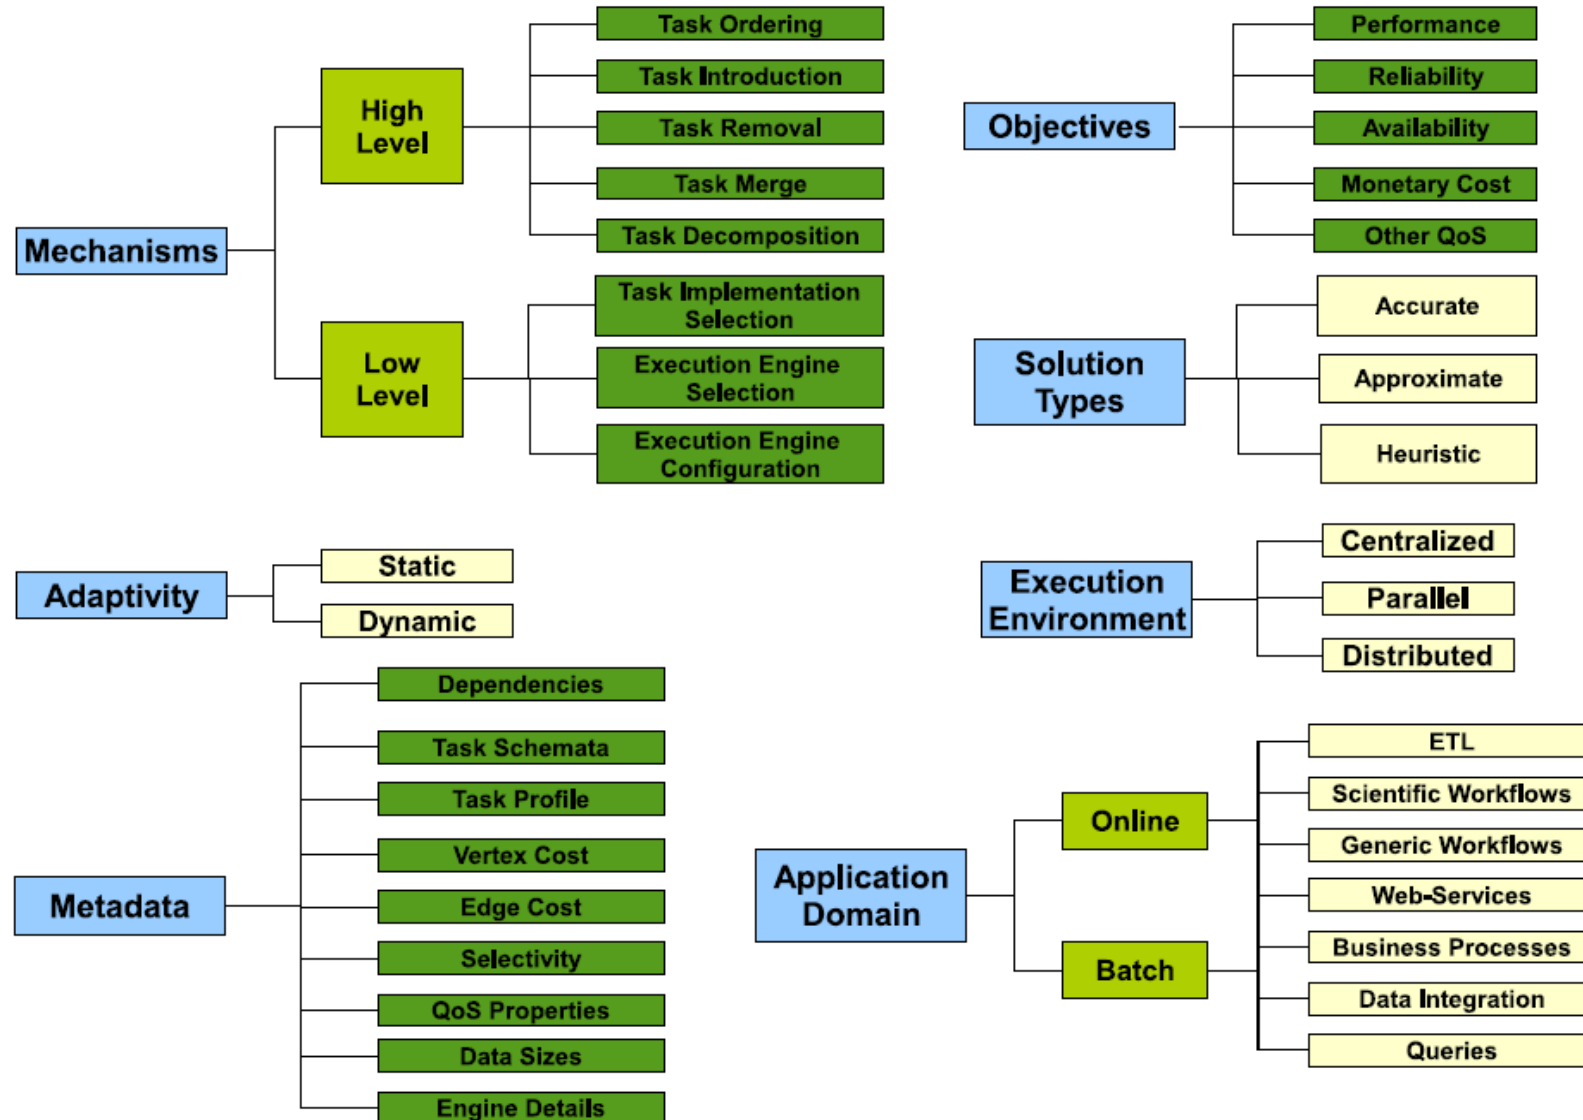 Mechanisms
High
Level
Task Ordering
Task Introduction
Task Removal
Task Merge
Task Decomposition
Low
Level
Task Implementation
Selection
Execution Engine
Selection
Execution Engine
Configuration
Objectives
Performance
Reliability
Availability
Monetary Cost
Other QoS
Solution
Types
Accurate
Approximate
Heuristic
Adaptivity
Static
Dynamic
Execution
Environment
Centralized
Parallel
Distributed
Metadata
Dependencies
Task Schemata
Task Profile
Vertex Cost
Edge Cost
Selectivity
QoS Properties
Data Sizes
Engine Details
Application
Domain
Online
Batch
ETL
Scientific Workflows
Generic Workflows
Web-Services
Business Processes
Data Integration
Queries